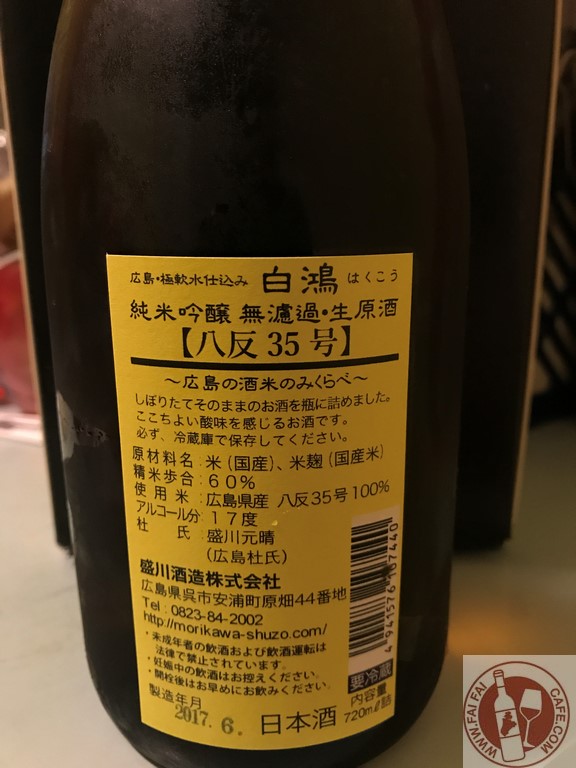 広島・極軟水仕込み 白鴻 はくこう
純米吟醸 無濾過・生原酒
【八反35号】
～広島の酒米のみくらべ～
しぼりたてそのままのお酒を瓶に詰めました。
ここちよい酸味を感じるお酒です。
必ず、冷蔵庫で保存してください。
原材料名：米（国産）、米麹（国産米）
精米歩合：60%
使用米：広島県産 八反35号100%
アルコール分：17度
杜氏：盛川元晴
（広島杜氏）
盛川酒造株式会社
広島県呉市安浦町原畑44番地
Tel：0823-84-2002
http://morikawa-shuzo.com/
・未成年者の飲酒および飲酒運転は
法律で禁止されています。
・妊娠中の飲酒はお控えください。
・開栓後はお早めにお飲みください。
製造年月
2017.6.
日本酒
要冷蔵
内容量
720mℓ詰
4 941576 107440
WWW.FAI FAI CAFE.COM